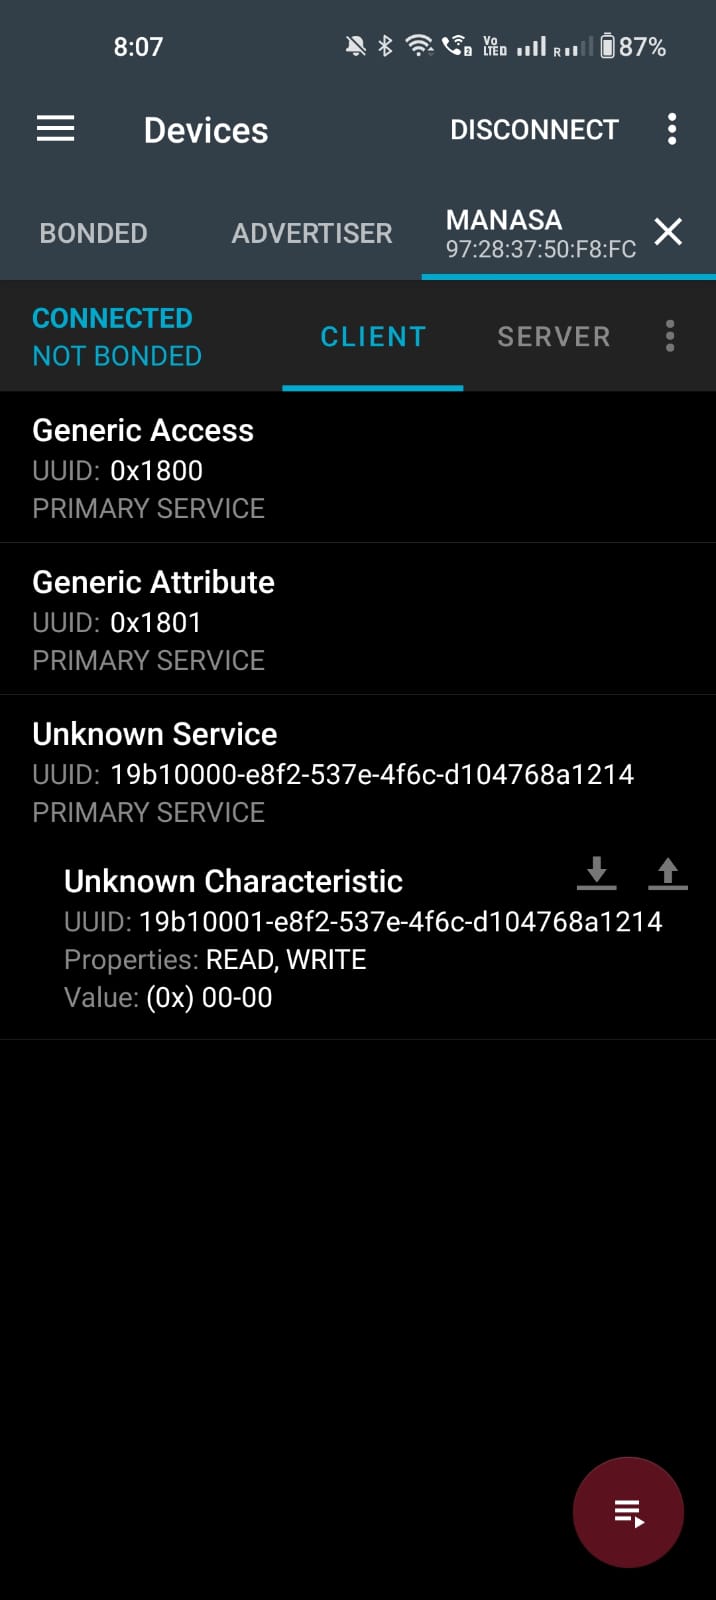 8:07
Vo LTED
R
87%
Devices
DISCONNECT
BONDED
ADVERTISER
MANASA
97:28:37:50:F8:FC
CONNECTED
NOT BONDED
CLIENT
SERVER
Generic Access
UUID: 0x1800
PRIMARY SERVICE
Generic Attribute
UUID: 0x1801
PRIMARY SERVICE
Unknown Service
UUID: 19b10000-e8f2-537e-4f6c-d104768a1214
PRIMARY SERVICE
Unknown Characteristic
UUID: 19b10001-e8f2-537e-4f6c-d104768a1214
Properties: READ, WRITE
Value: (0x) 00-00